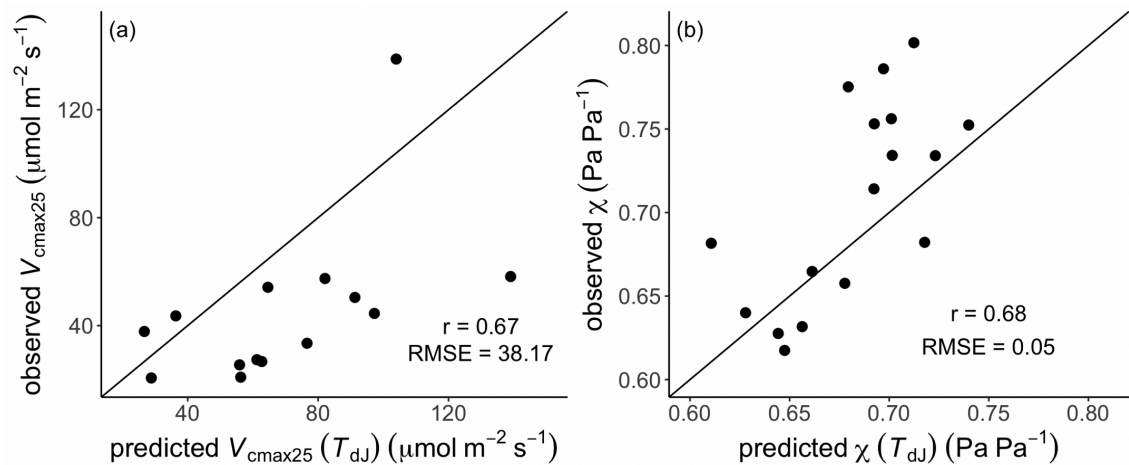 (a)
observed Vcmax25 (μmol m−2 s−1)
120
80
40
r = 0.67
RMSE = 38.17
40 80 120
predicted Vcmax25 (TdJ) (μmol m−2 s−1)
(b)
observed χ (Pa Pa−1)
0.80
0.75
0.70
0.65
0.60
r = 0.68
RMSE = 0.05
0.60 0.65 0.70 0.75 0.80
predicted χ (TdJ) (Pa Pa−1)